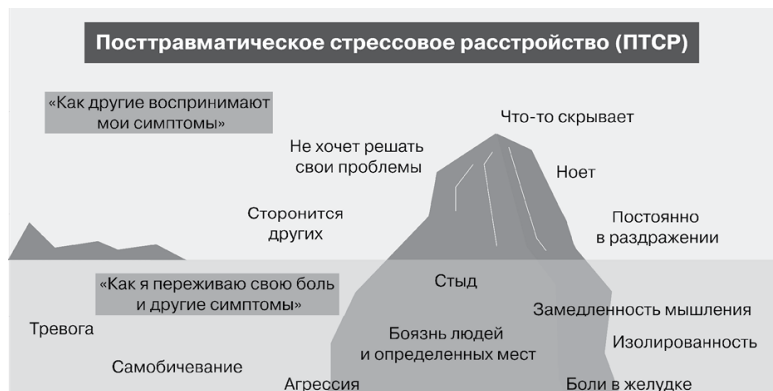 Посттравматическое стрессовое расстройство (ПТСР)
«Как другие воспринимают
мои симптомы»
Что-то скрывает
Не хочет решать
свои проблемы
Ноет
Сторонится
других
Постоянно
в раздражении
«Как я переживаю свою боль
и другие симптомы»
Стыд
Замедленность мышления
Тревога
Боязнь людей
и определенных мест
Изолированность
Самобичевание
Агрессия
Боли в желудке